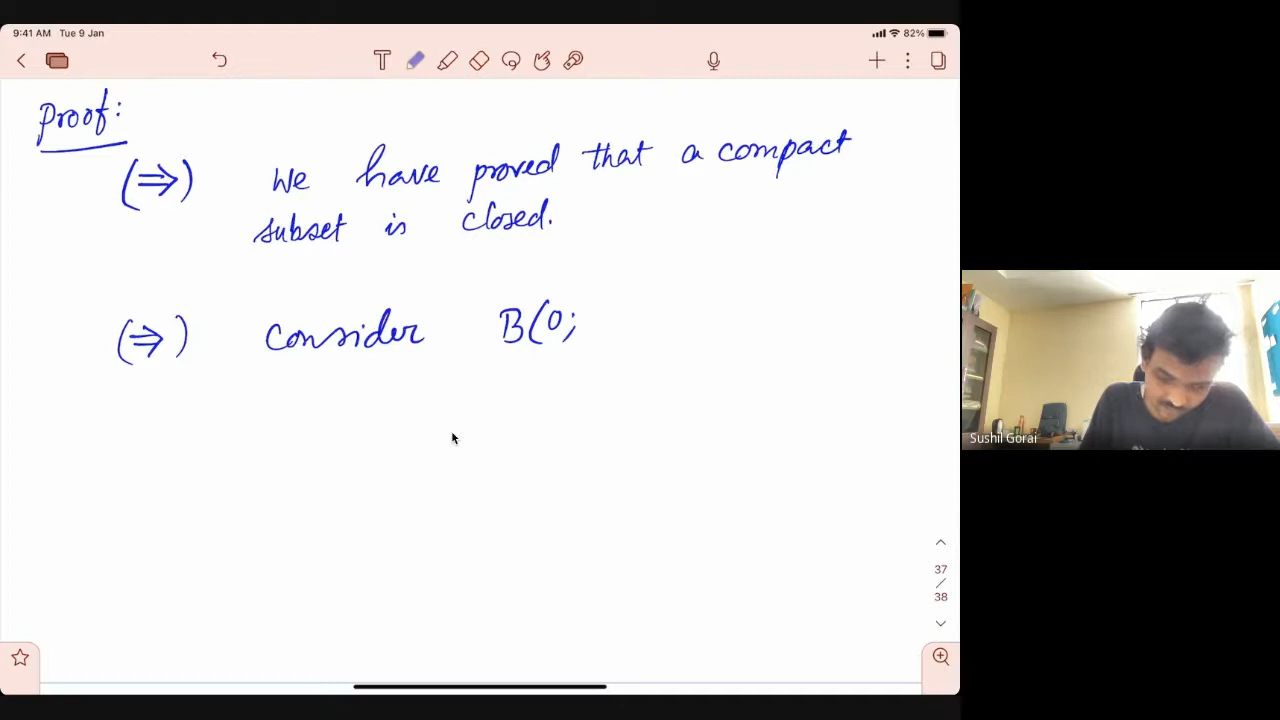 9:41 AM Tue 9 Jan
82%
Proof:
(⇒) We have proved that a compact
subset is closed.
(⇒) Consider B(0;
37
/
38
Sushil Gorai